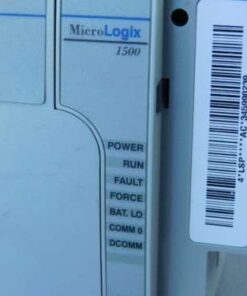 MicroLogix
1500
POWER
RUN
FAULT
FORCE
BAT. LO
COMM 0
DCOMM